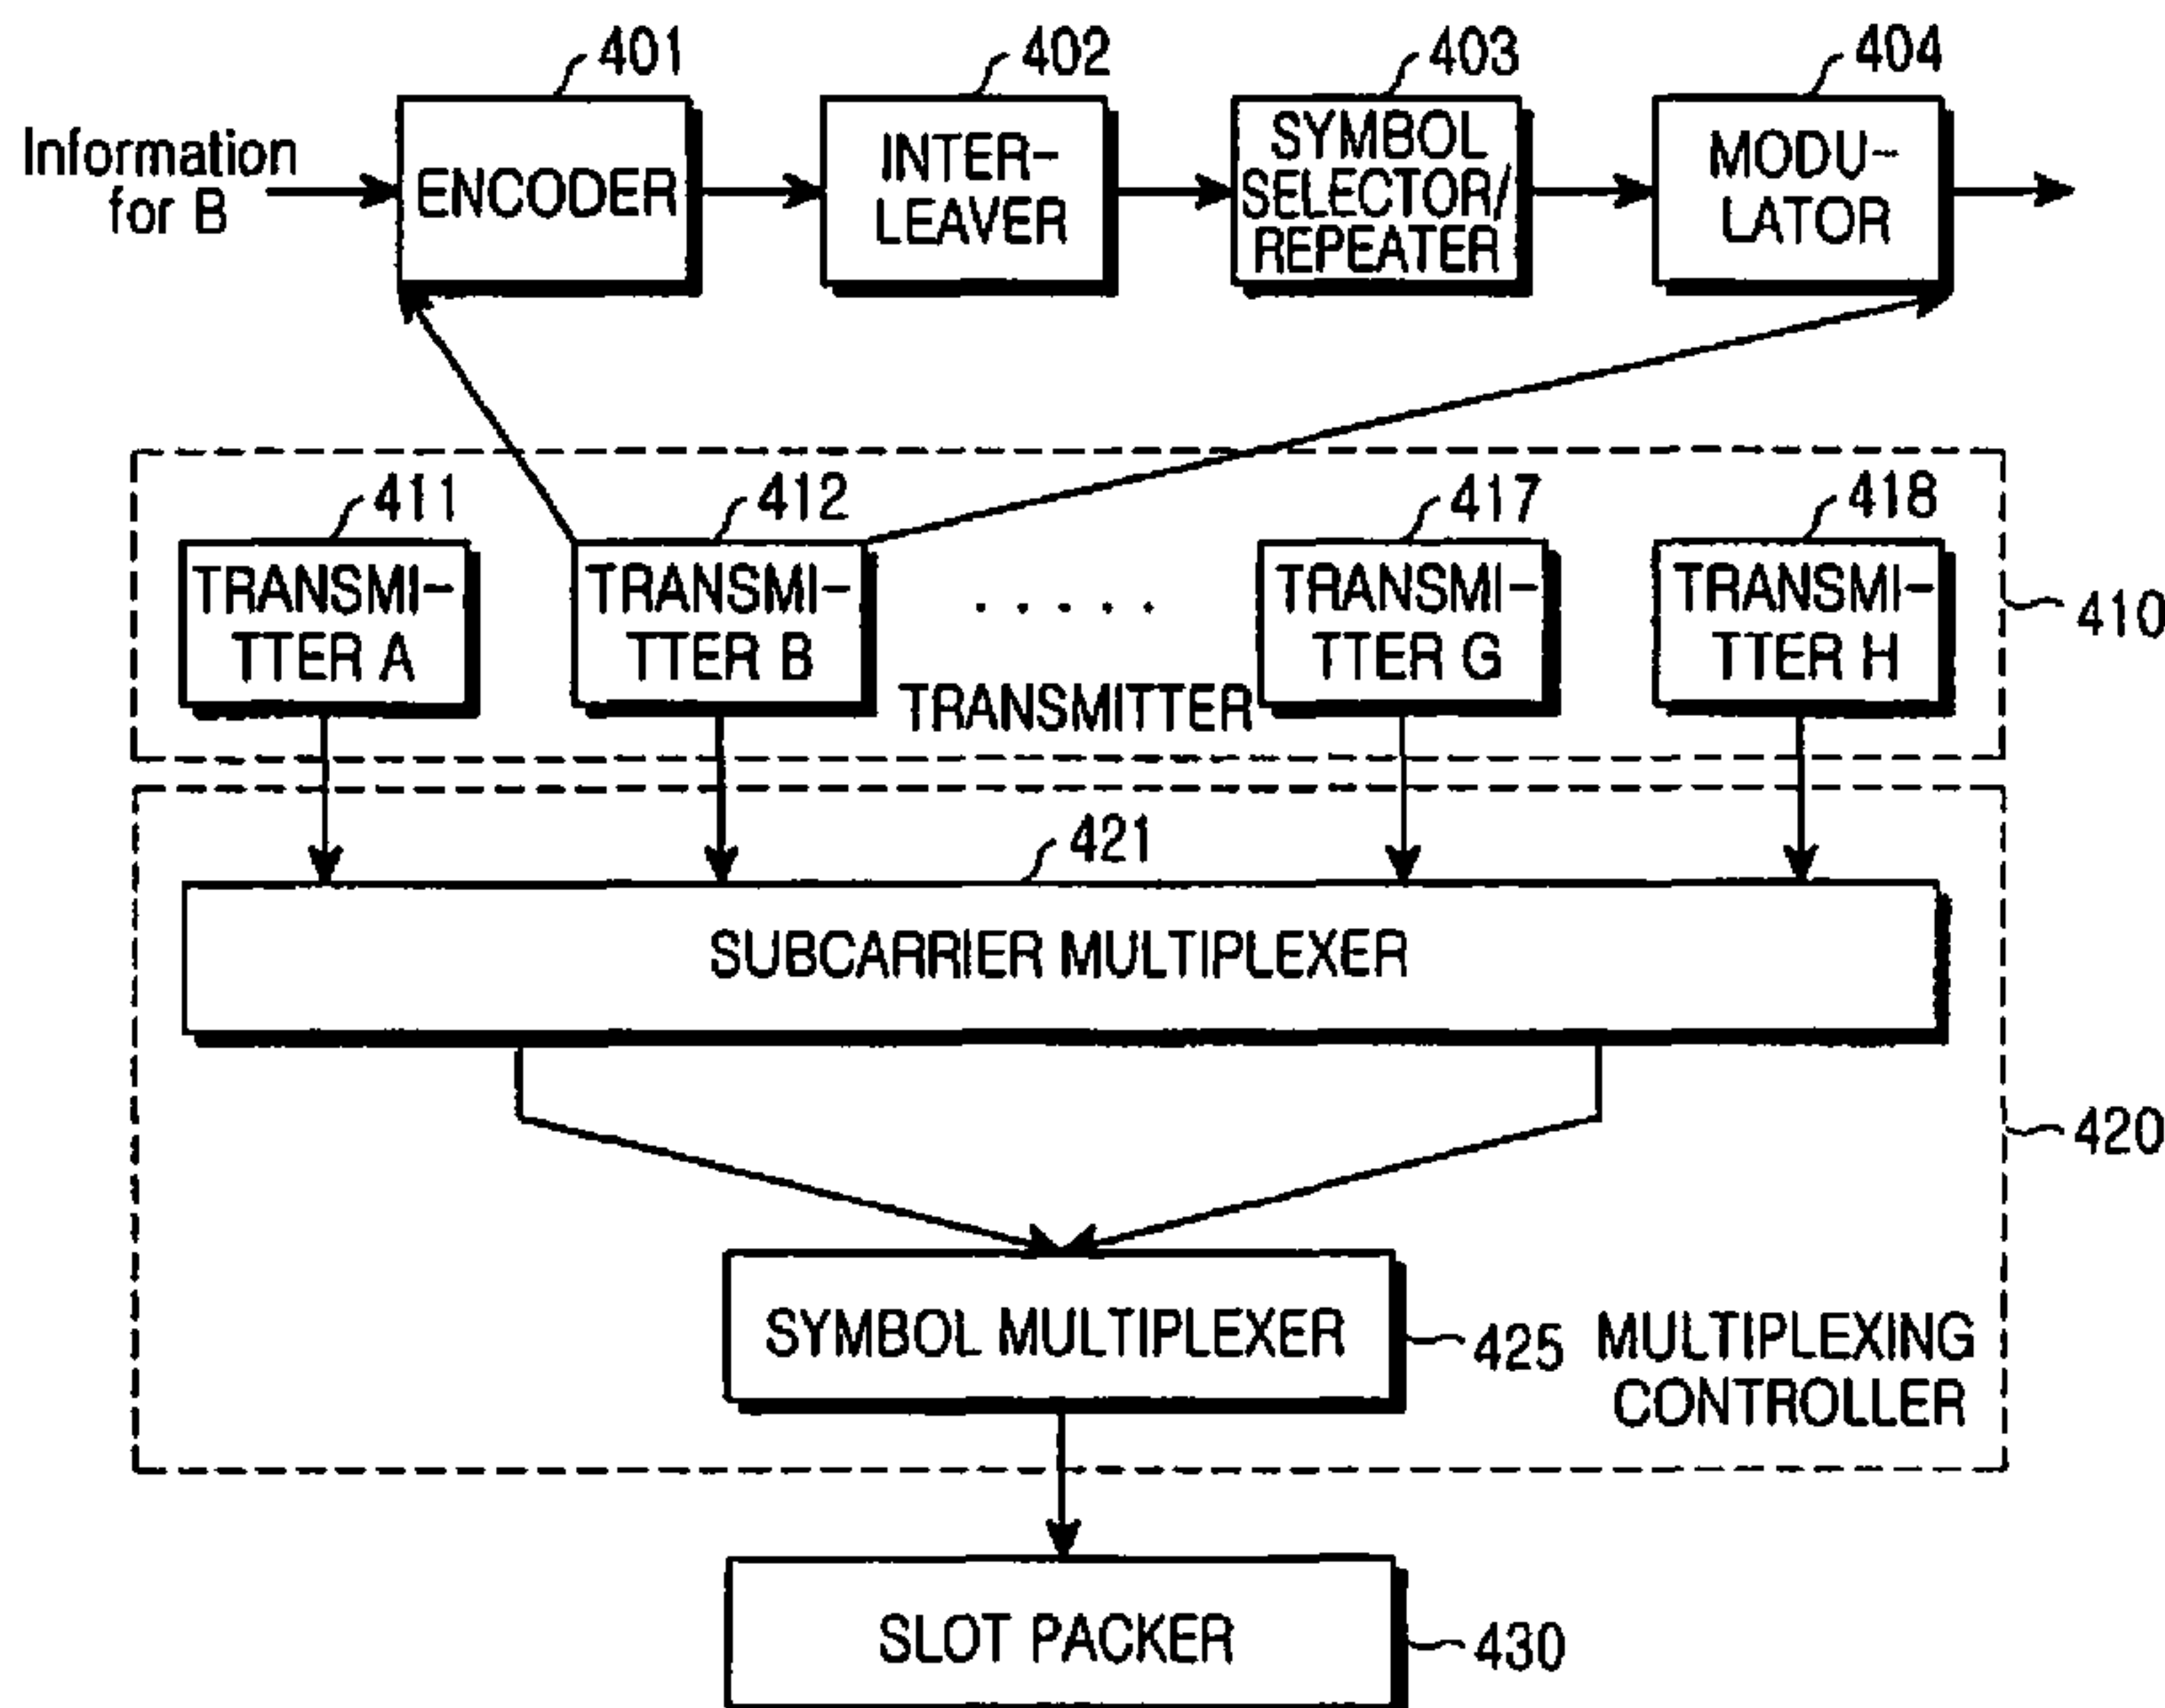 401
402
403
404
Information
for B
ENCODER
INTER-
LEAVER
SYMBOL
SELECTOR/
REPEATER
MODU-
LATOR
411
412
417
418
TRANSMI-
TTER A
TRANSMI-
TTER B
.....
TRANSMI-
TTER G
TRANSMI-
TTER H
410
TRANSMITTER
421
SUBCARRIER MULTIPLEXER
420
SYMBOL MULTIPLEXER
425
MULTIPLEXING
CONTROLLER
SLOT PACKER
430